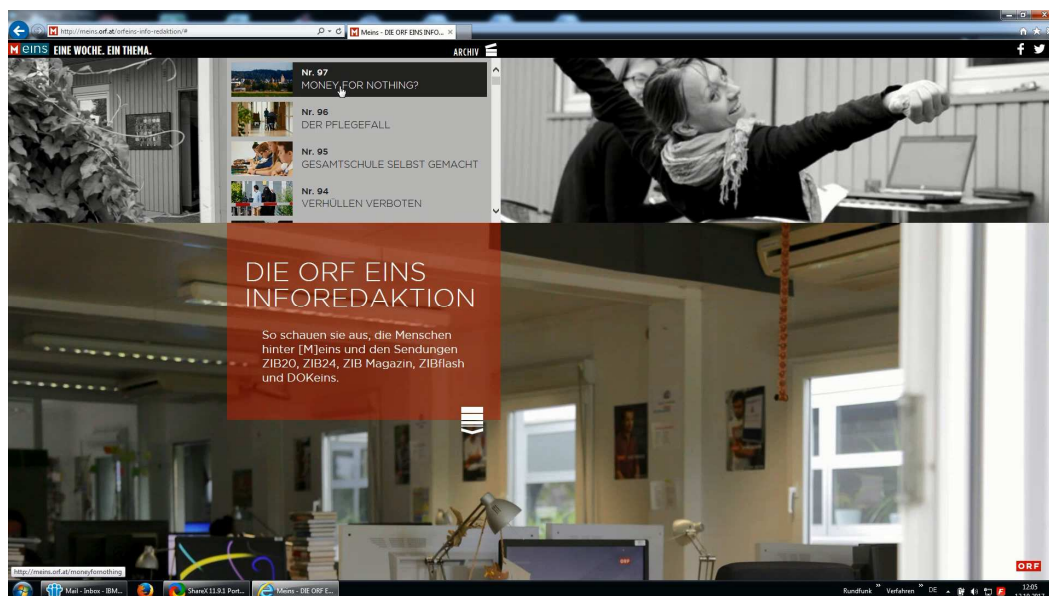 http://meins.orf.at/orfeins-info-redaktion/#
Meins - DIE ORF EINS INFO...
M eins EINE WOCHE. EIN THEMA.
ARCHIV
Nr. 97
MONEY FOR NOTHING?
Nr. 96
DER PFLEGEFALL
Nr. 95
GESAMTSCHULE SELBST GEMACHT
Nr. 94
VERHÜLLEN VERBOTEN
DIE ORF EINS
INFOREDAKTION
So schauen sie aus, die Menschen
hinter [M]eins und den Sendungen
ZIB20, ZIB24, ZIB Magazin, ZIBflash
und DOKeins.
ORF
ORF
http://meins.orf.at/moneyfornothing
Mail - Inbox - IBM...
ShareX 11.9.1 Port...
Meins - DIE ORF E...
Rundfunk
Verfahren
DE
12:05
12.10.2017